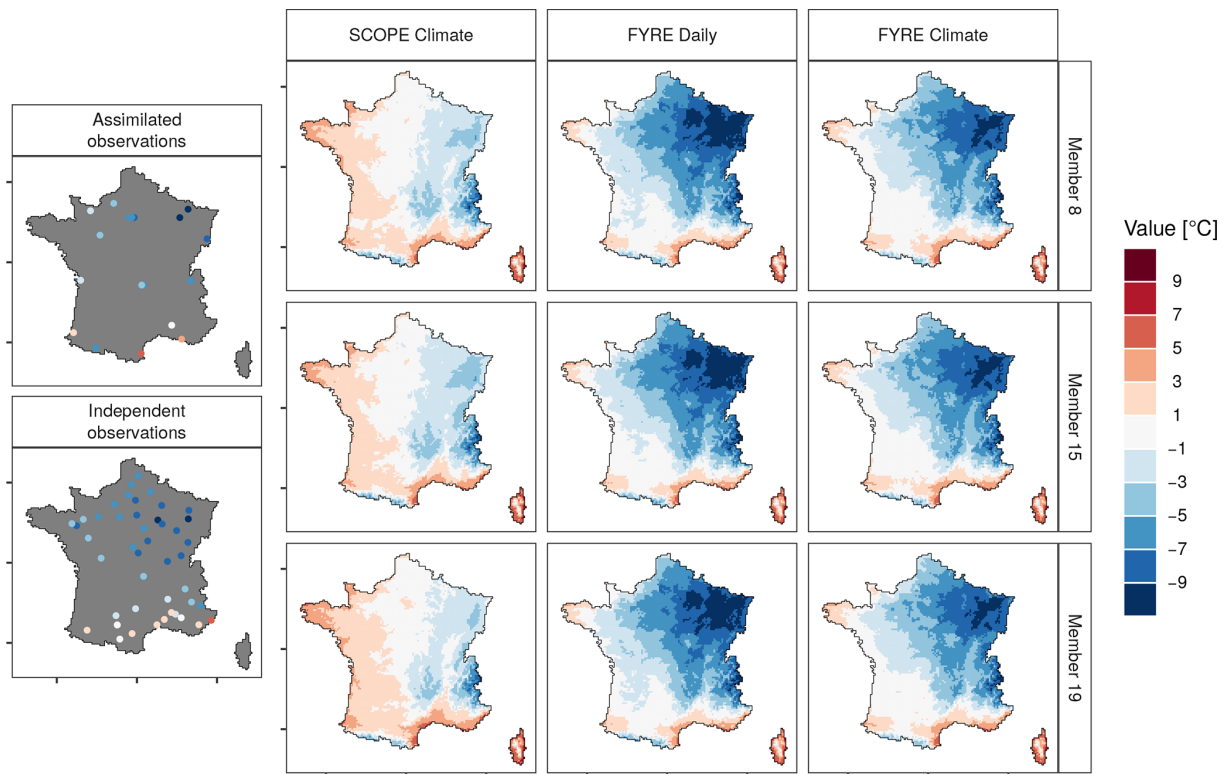 SCOPE Climate
FYRE Daily
FYRE Climate
Assimilated
observations
Independent
observations
Member 8
Member 15
Member 19
Value [°C]
9
7
5
3
1
−1
−3
−5
−7
−9